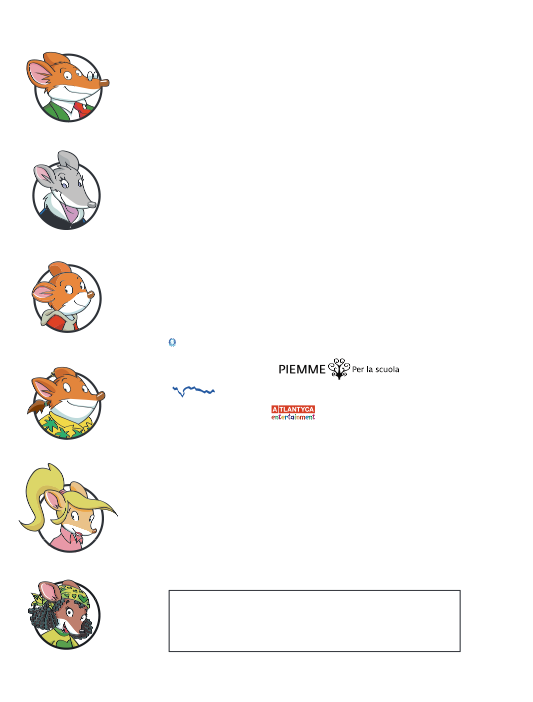 PIEMME Per la scuola
ATLANTYCA
entertainment